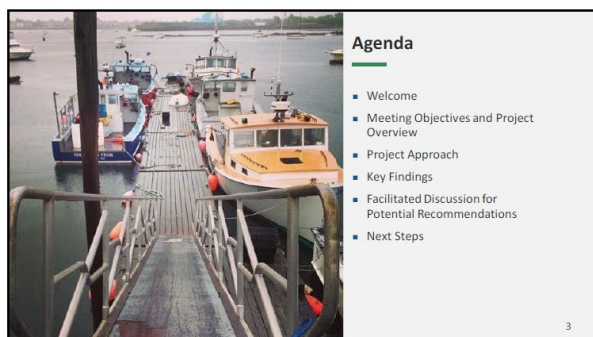 Agenda
Welcome
Meeting Objectives and Project
Overview
Project Approach
Key Findings
Facilitated Discussion for
Potential Recommendations
Next Steps
3